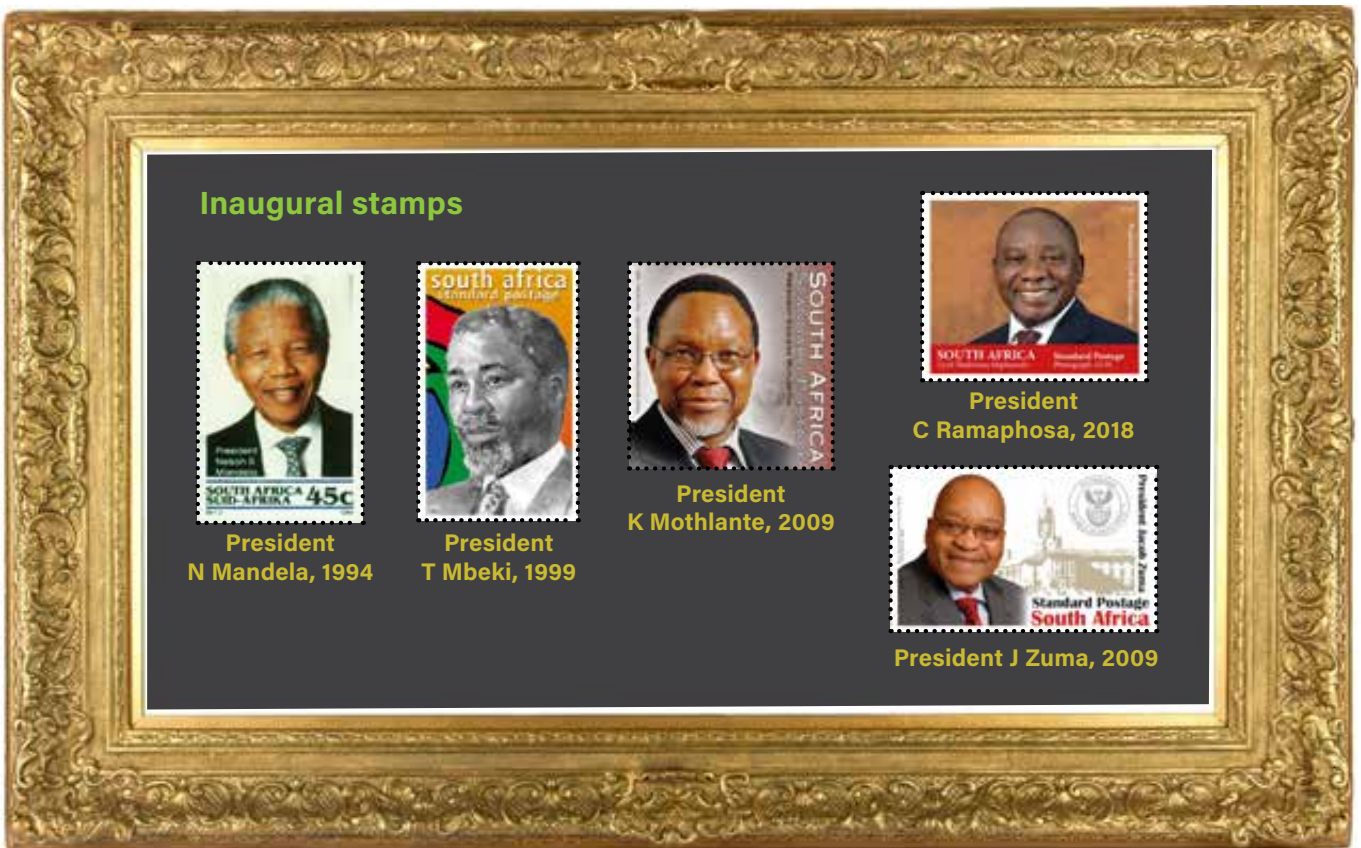 Inaugural stamps
President
Nelson R
Mandela
SOUTH AFRICA
SUID-AFRIKA
45c
President
N Mandela, 1994
south africa
standard postage
President
T Mbeki, 1999
SOUTH AFRICA
STANDARD POSTAGE
President
K Mothlante, 2009
SOUTH AFRICA Standard Postage
President
C Ramaphosa, 2018
President Jacob Zuma
Standard Postage
South Africa
President J Zuma, 2009